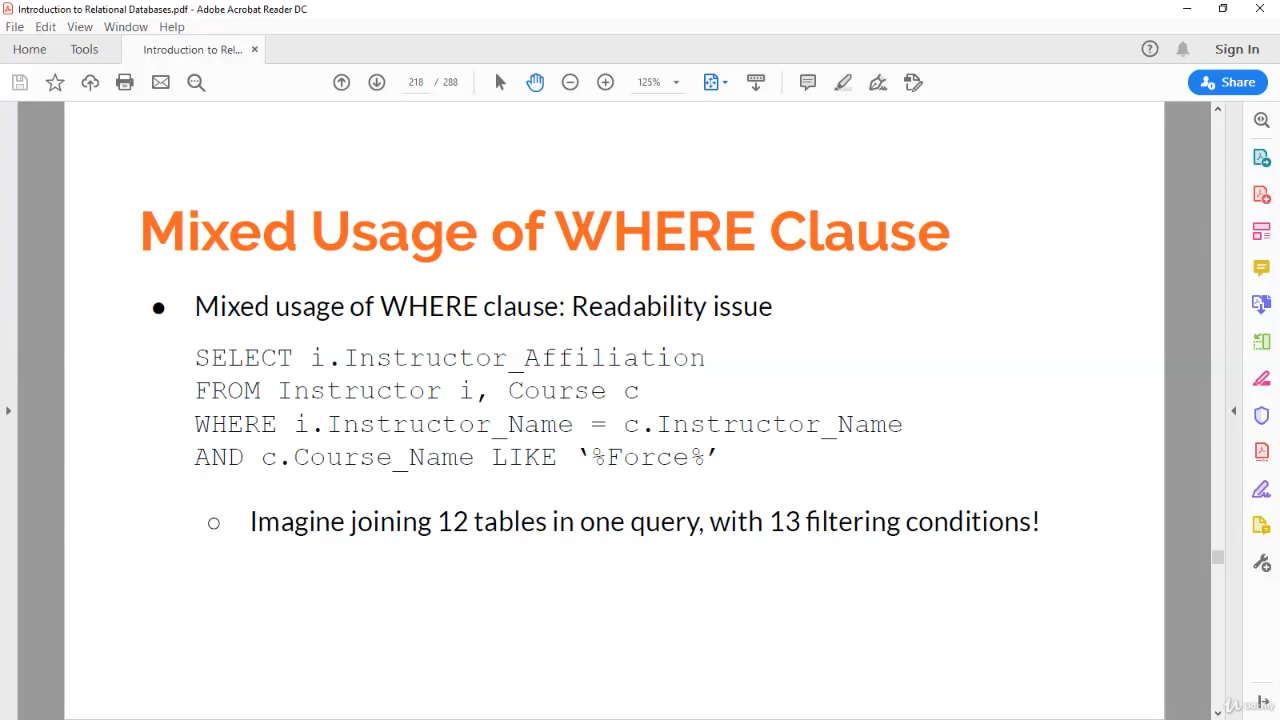 Introduction to Relational Databases.pdf - Adobe Acrobat Reader DC
File Edit View Window Help
Home Tools Introduction to Rel... × Sign In
218 / 288 125% Share
Mixed Usage of WHERE Clause
● Mixed usage of WHERE clause: Readability issue
SELECT i.Instructor_Affiliation
FROM Instructor i, Course c
WHERE i.Instructor_Name = c.Instructor_Name
AND c.Course_Name LIKE ‘%Force%’
○ Imagine joining 12 tables in one query, with 13 filtering conditions!
Udemy